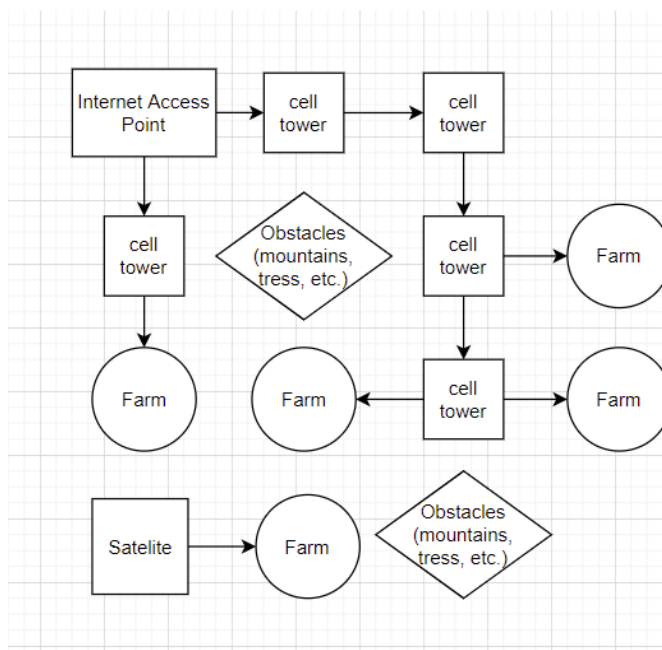 Internet Access
Point
cell
tower
cell
tower
cell
tower
Obstacles
(mountains,
tress, etc.)
cell
tower
Farm
Farm
Farm
cell
tower
Farm
Satelite
Farm
Obstacles
(mountains,
tress, etc.)